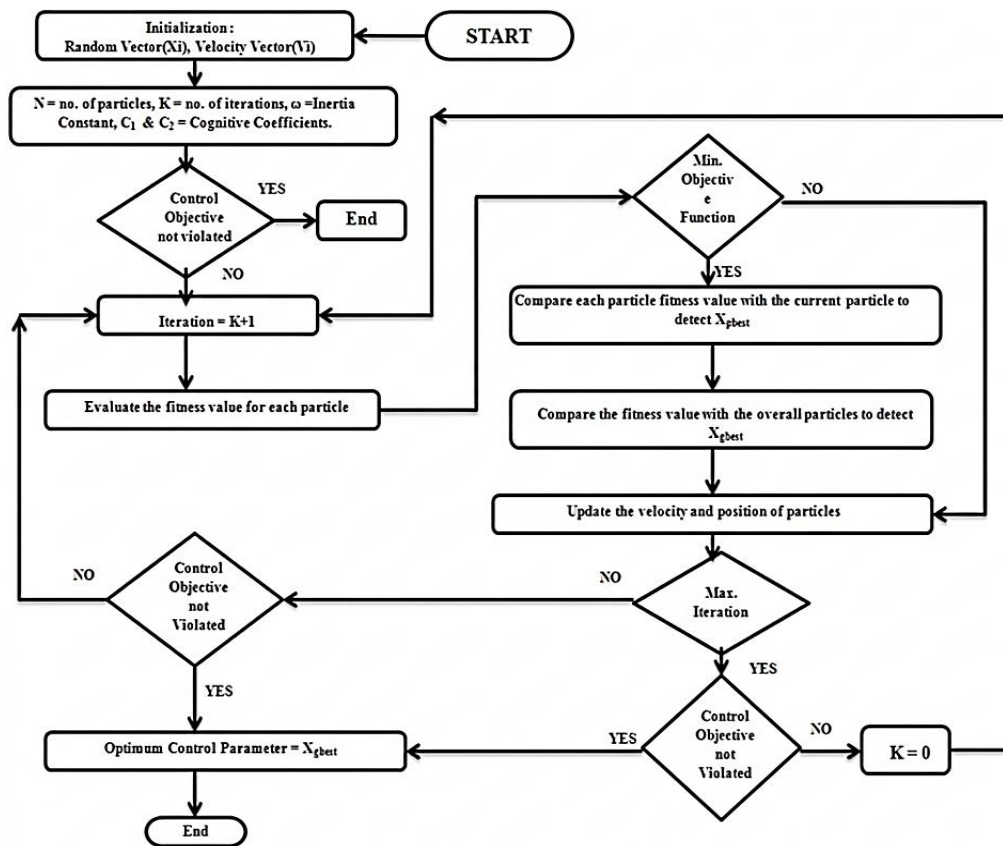 START
Initialization :
Random Vector(Xi), Velocity Vector(Vi)
N = no. of particles, K = no. of iterations, ω =Inertia
Constant, C₁ & C₂ = Cognitive Coefficients.
Control
Objective
not violated
YES
End
NO
Iteration = K+1
Evaluate the fitness value for each particle
Min.
Objectiv
e
Function
NO
YES
Compare each particle fitness value with the current particle to
detect Xgbest
Compare the fitness value with the overall particles to detect
Xgbest
Update the velocity and position of particles
Max.
Iteration
NO
YES
Control
Objective
not
Violated
NO
YES
Control
Objective
not
Violated
YES
NO
K = 0
Optimum Control Parameter = Xgbest
End